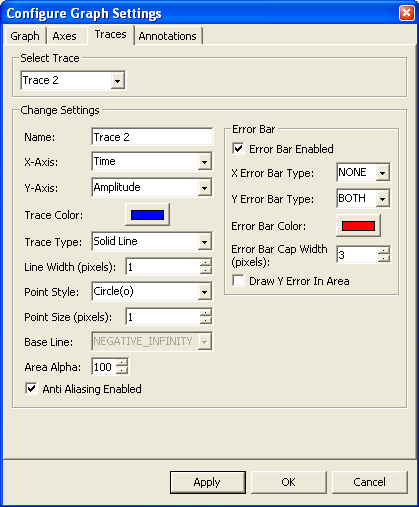 Configure Graph Settings
Graph Axes Traces Annotations
Select Trace
Trace 2
Change Settings
Name: Trace 2
X-Axis: Time
Y-Axis: Amplitude
Trace Color:
Trace Type: Solid Line
Line Width (pixels): 1
Point Style: Circle(o)
Point Size (pixels): 1
Base Line: NEGATIVE_INFINITY
Area Alpha: 100
Anti Aliasing Enabled
Error Bar
Error Bar Enabled
X Error Bar Type: NONE
Y Error Bar Type: BOTH
Error Bar Color:
Error Bar Cap Width
(pixels): 3
Draw Y Error In Area
Apply OK Cancel